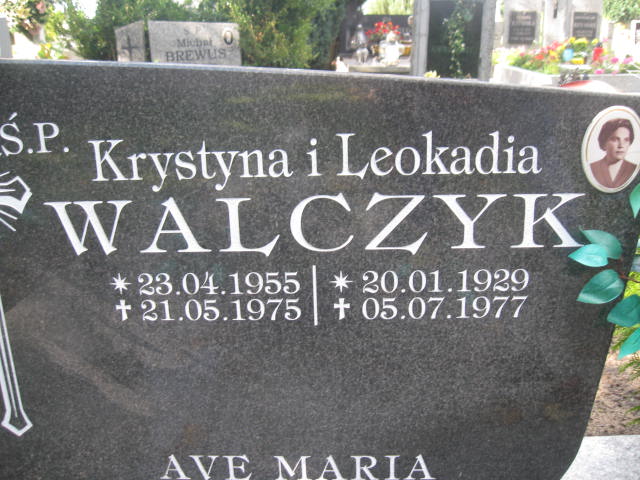 S.
Michał
BREWUS
Ś.P.
Krystyna i Leokadia
WALCZYK
* 23.04.1955 | * 20.01.1929
✝ 21.05.1975 | ✝ 05.07.1977
AVE MARIA